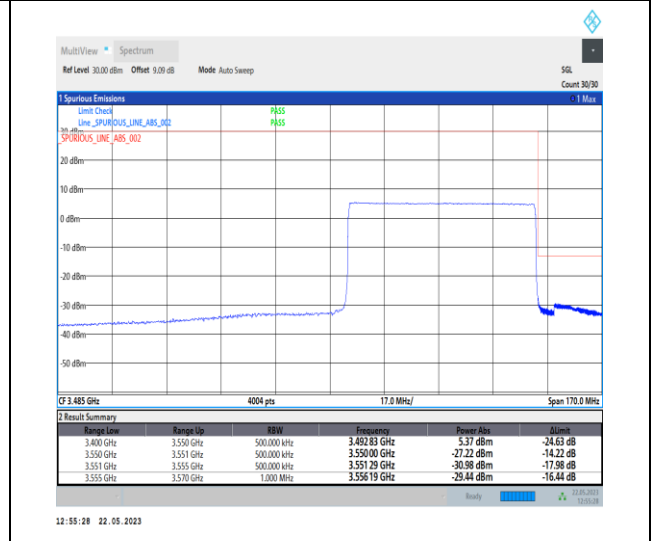 MultiView Spectrum
Ref Level 30.00 dBm Offset 9.09 dB Mode Auto Sweep SGL
Count 30/30
1 Spurious Emissions 1 Max
Limit Check PASS
Line _SPURIOUS_LINE_ABS_002 PASS
_SPURIOUS_LINE_ABS_002
20 dBm
10 dBm
0 dBm
-10 dBm
-20 dBm
-30 dBm
-40 dBm
-50 dBm
CF 3.485 GHz 4004 pts 17.0 MHz/ Span 170.0 MHz
2 Result Summary
Range Low Range Up RBW Frequency Power Abs ΔLimit
3.400 GHz 3.550 GHz 500.000 kHz 3.49283 GHz 5.37 dBm -24.63 dB
3.550 GHz 3.551 GHz 500.000 kHz 3.55000 GHz -27.22 dBm -14.22 dB
3.551 GHz 3.555 GHz 500.000 kHz 3.55129 GHz -30.98 dBm -17.98 dB
3.555 GHz 3.570 GHz 1.000 MHz 3.55619 GHz -29.44 dBm -16.44 dB
Ready 22.05.2023
12:55:28
12:55:28 22.05.2023